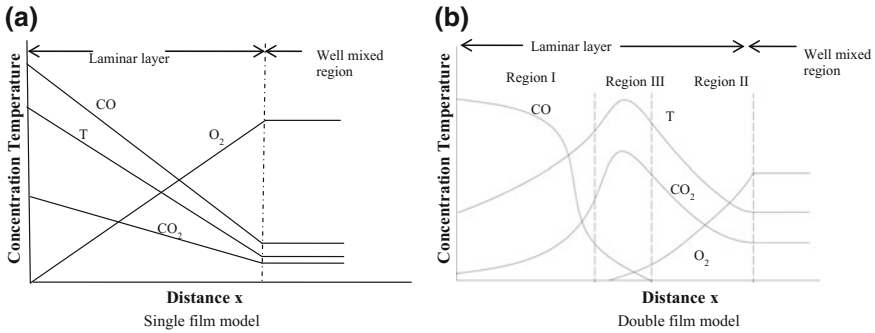 (a)
Laminar layer
Well mixed
region
CO
T
O2
CO2
Concentration Temperature
Distance x
Single film model
(b)
Laminar layer
Well mixed
region
Region I
Region III
Region II
CO
T
CO2
O2
Concentration Temperature
Distance x
Double film model